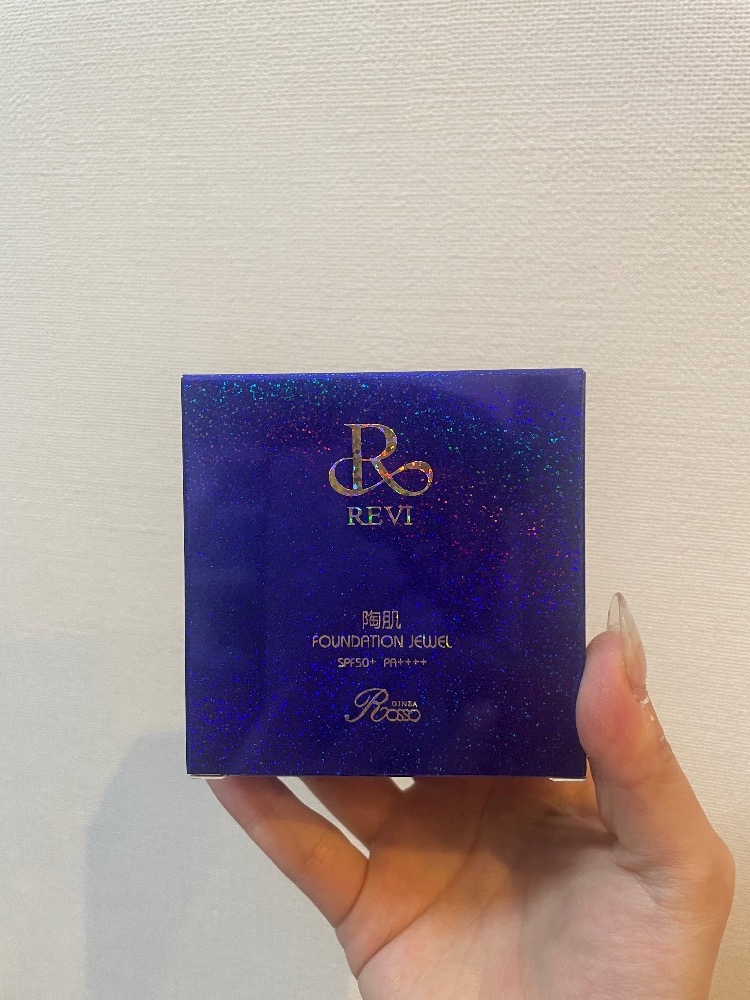 R
REVI
陶肌
FOUNDATION JEWEL
SPF50+ PA++++
GINZA
Rosso